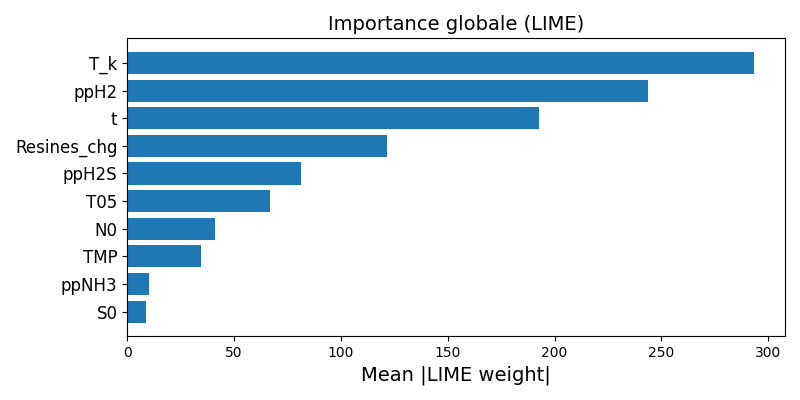 Importance globale (LIME)
T_k
ppH2
t
Resines_chg
ppH2S
T05
N0
TMP
ppNH3
S0
0 50 100 150 200 250 300
Mean |LIME weight|